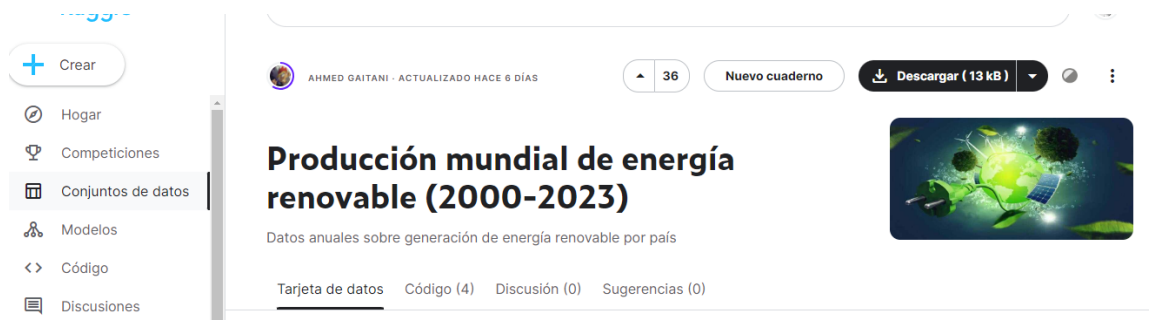 Crear
Hogar
Competiciones
Conjuntos de datos
Modelos
Código
Discusiones
AHMED GAITANI · ACTUALIZADO HACE 6 DÍAS
36
Nuevo cuaderno
Descargar ( 13 kB )
Producción mundial de energía
renovable (2000-2023)
Datos anuales sobre generación de energía renovable por país
Tarjeta de datos
Código (4)
Discusión (0)
Sugerencias (0)